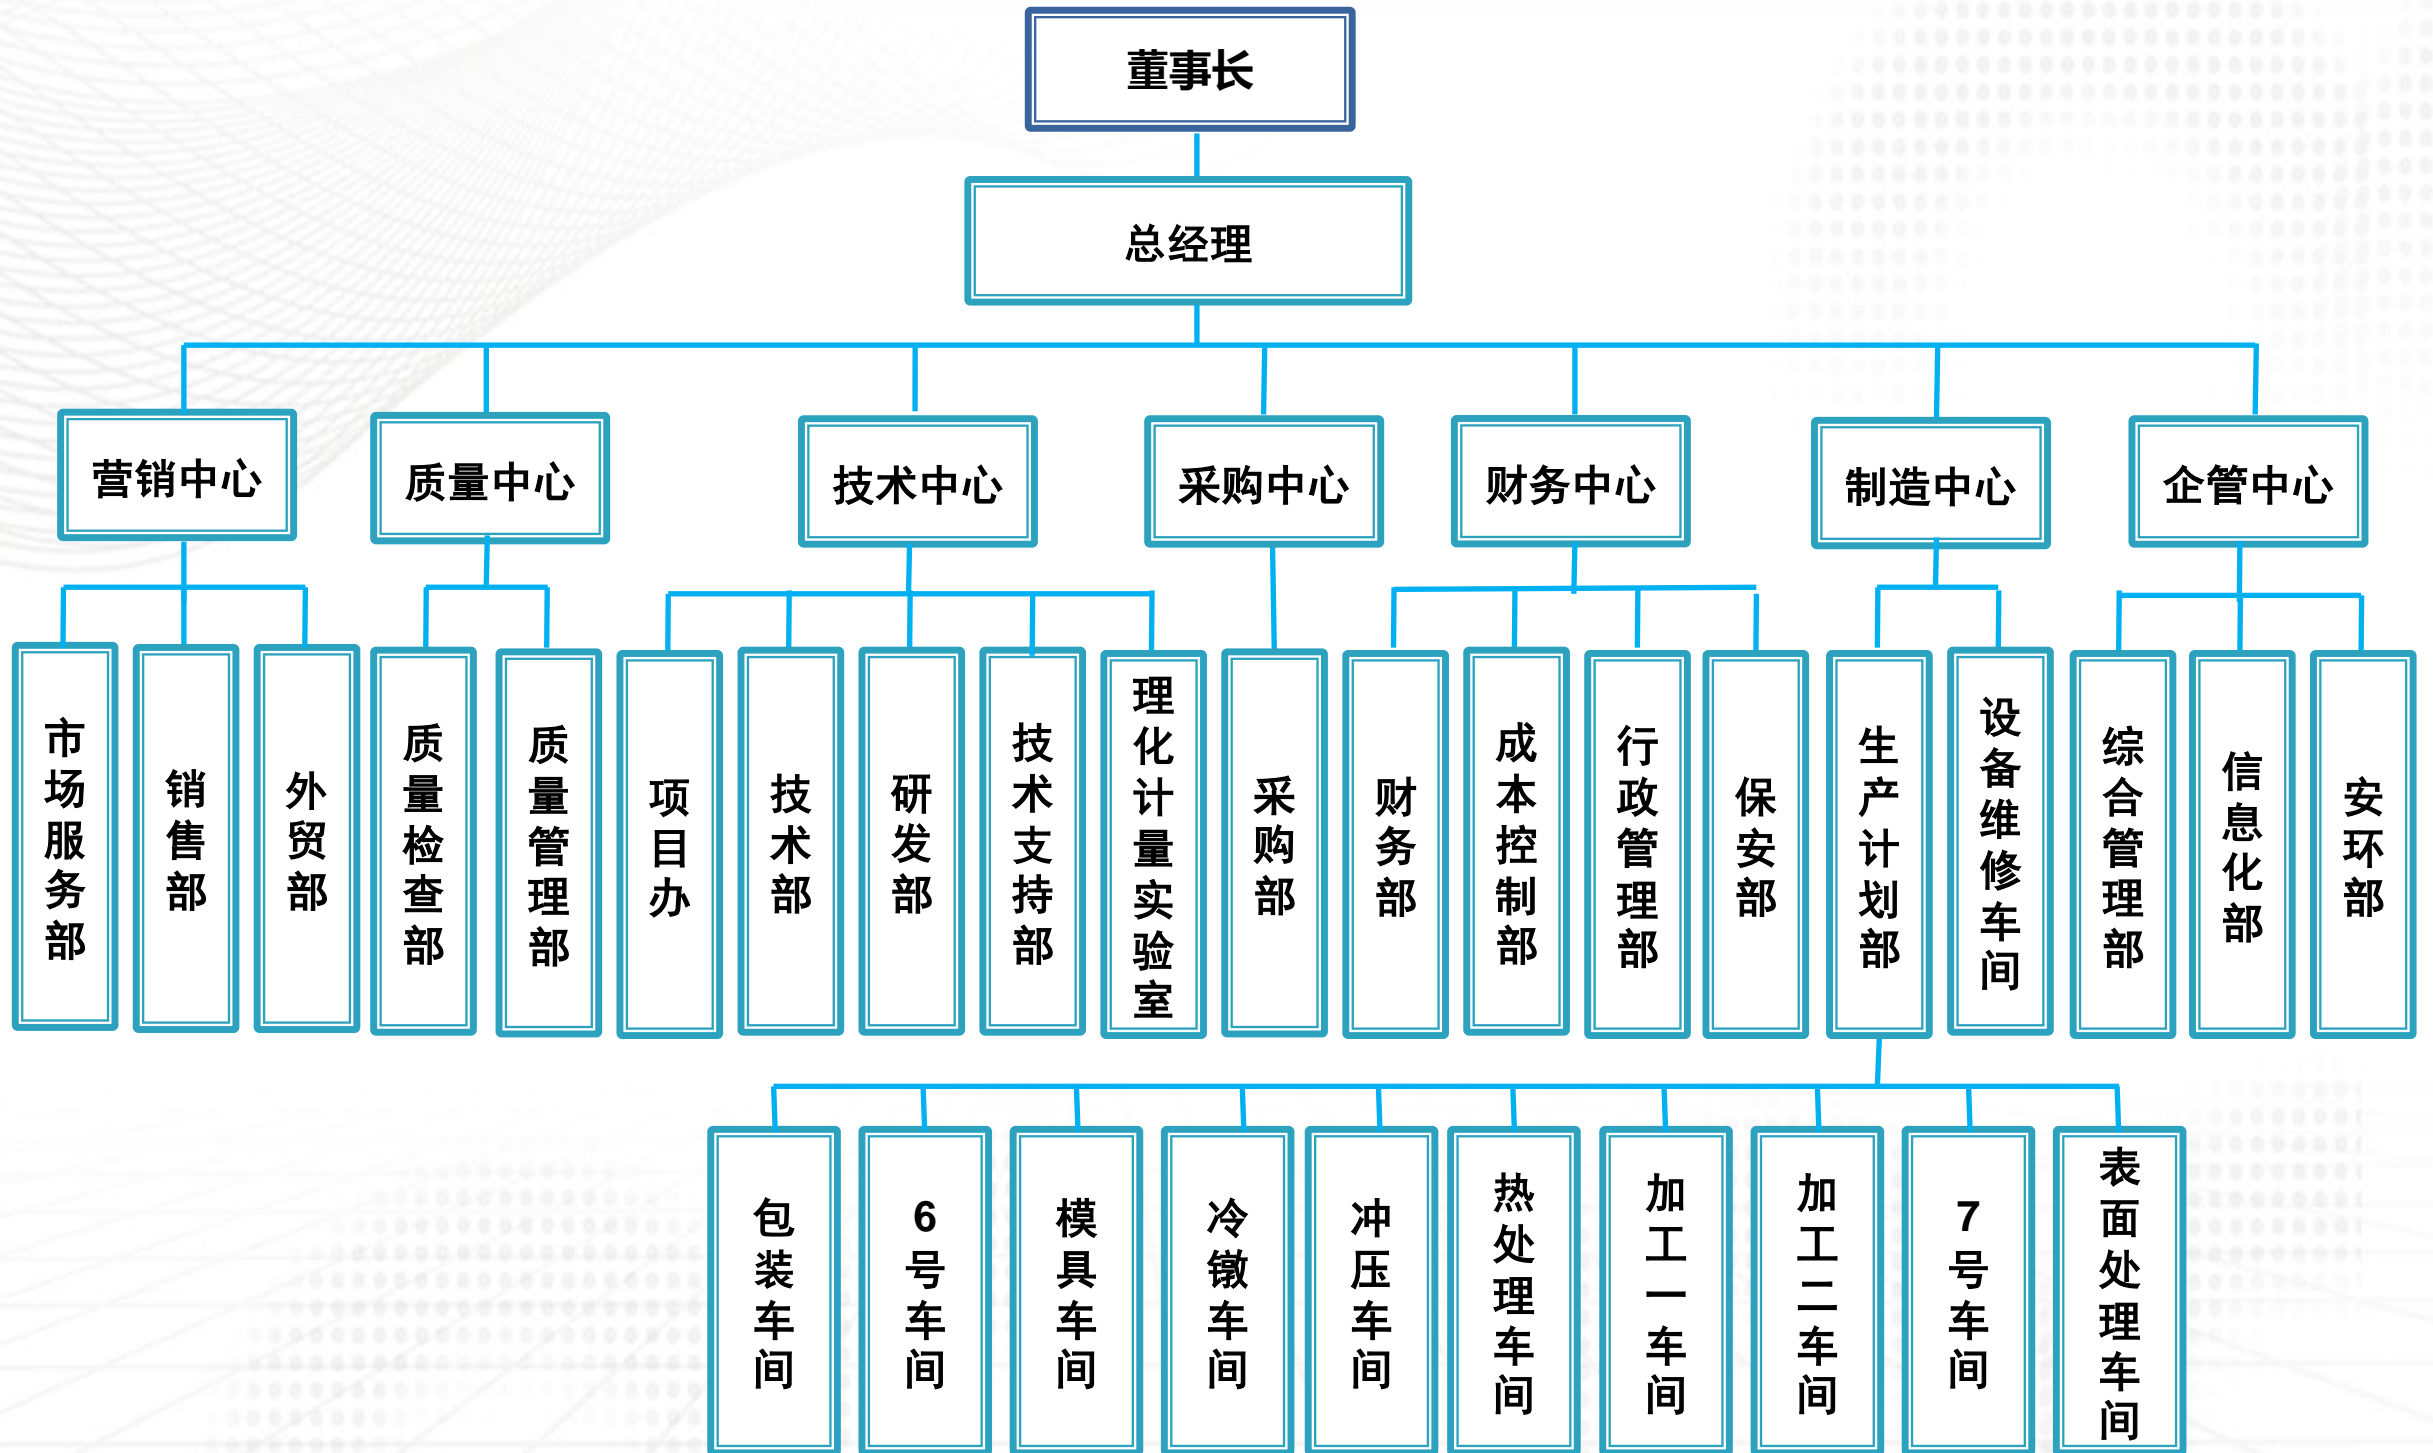 董事长
总经理
营销中心
质量中心
技术中心
采购中心
财务中心
制造中心
企管中心
市场服务部
销售部
外贸部
质量检查部
质量管理部
项目办
技术部
研发部
技术支持部
理化计量实验室
采购部
财务部
成本控制部
行政管理部
保安部
生产计划部
设备维修车间
综合管理部
信息化部
安环部
包装车间
6号车间
模具车间
冷镦车间
冲压车间
热处理车间
加工一车间
加工二车间
7号车间
表面处理车间